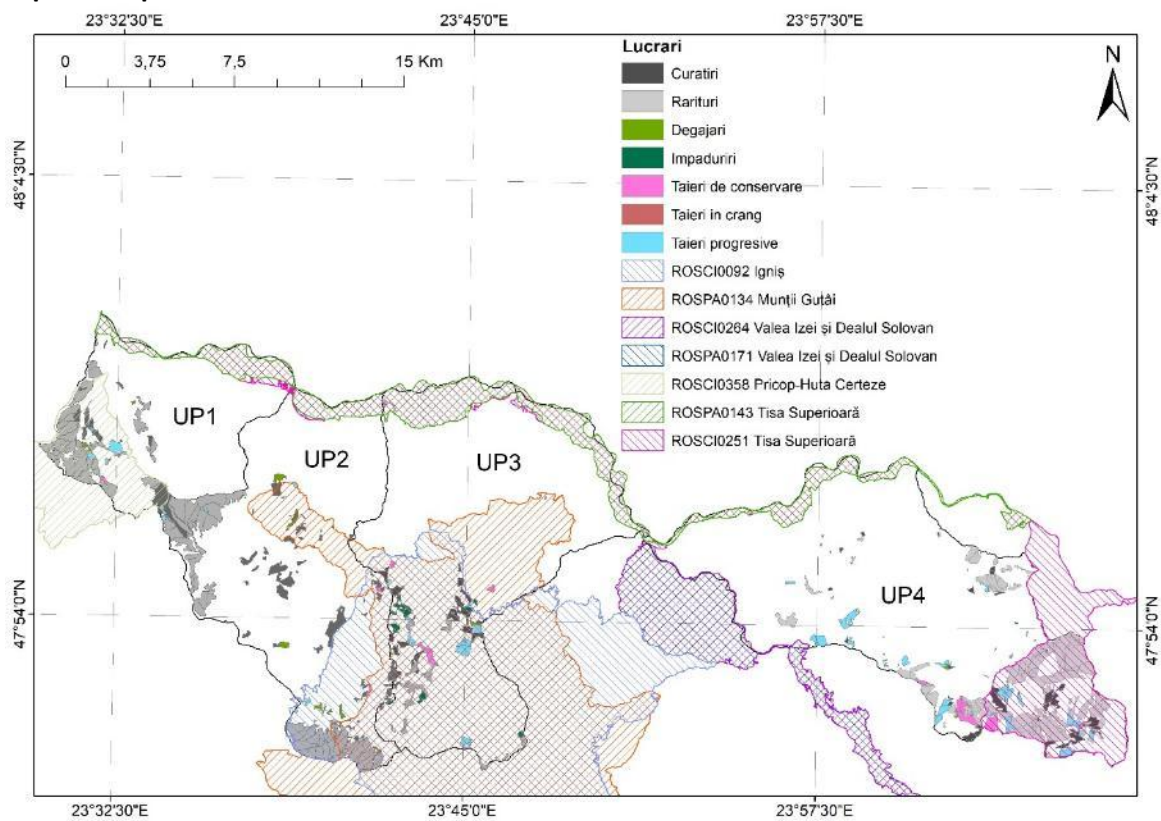 23°32'30"E 23°45'0"E 23°57'30"E
0 3,75 7,5 15 Km
N
Lucrari
Curatiri
Rarituri
Degajari
Impaduriri
Taieri de conservare
Taieri in crang
Taieri progresive
ROSCI0092 Igniș
ROSPA0134 Munții Gutâi
ROSCI0264 Valea Izei și Dealul Solovan
ROSPA0171 Valea Izei și Dealul Solovan
ROSCI0358 Pricop-Huta Certeze
ROSPA0143 Tisa Superioară
ROSCI0251 Tisa Superioară
48°4'30"N 48°4'30"N
UP1
UP2
UP3
UP4
47°54'0"N 47°54'0"N
23°32'30"E 23°45'0"E 23°57'30"E